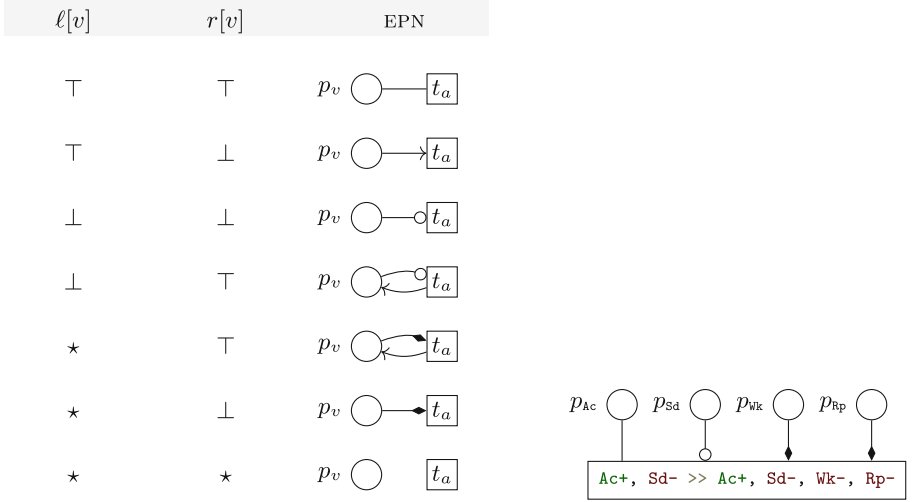 ℓ[v] r[v] EPN
⊤ ⊤ p_v t_a
⊤ ⊥ p_v t_a
⊥ ⊥ p_v t_a
⊥ ⊤ p_v t_a
⋆ ⊤ p_v t_a
⋆ ⊥ p_v t_a
⋆ ⋆ p_v t_a
p_Ac p_Sd p_Wk p_Rp
Ac+, Sd- >> Ac+, Sd-, Wk-, Rp-